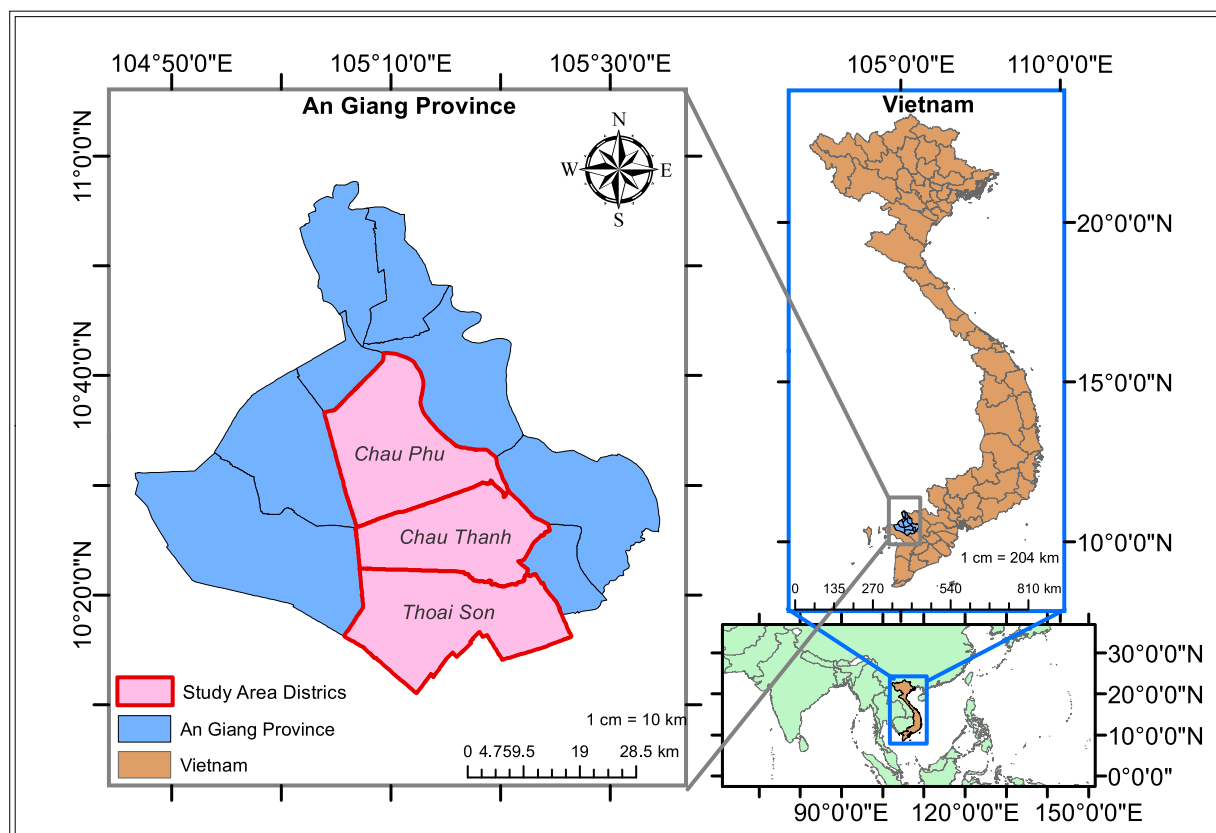 104°50'0"E 105°10'0"E 105°30'0"E
An Giang Province
N
W E
S
11°0'0"N
10°40'0"N
10°20'0"N
Chau Phu
Chau Thanh
Thoai Son
Study Area Districs
An Giang Province
Vietnam
1 cm = 10 km
0 4.759.5 19 28.5 km
105°0'0"E 110°0'0"E
Vietnam
20°0'0"N
15°0'0"N
10°0'0"N
1 cm = 204 km
0 135 270 540 810 km
30°0'0"N
20°0'0"N
10°0'0"N
0°0'0"
90°0'0"E 120°0'0"E 150°0'0"E